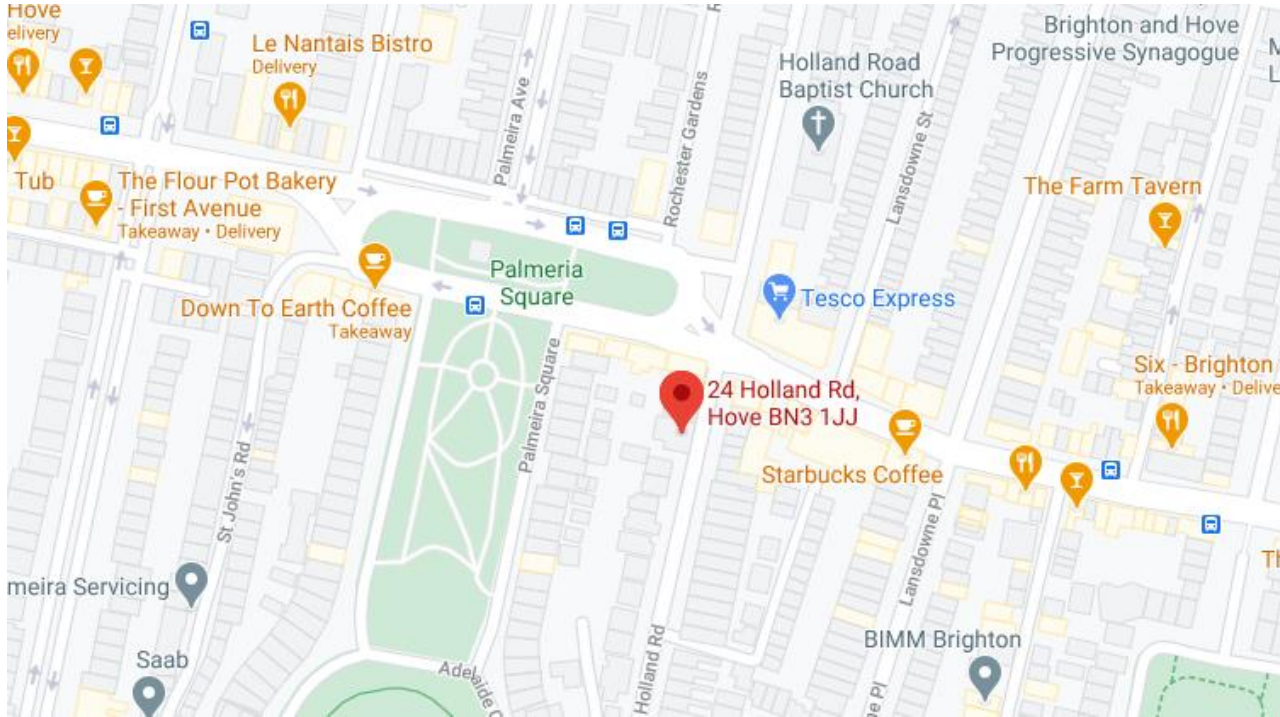 Hove
elivery
Le Nantais Bistro
Delivery
Palmeira Ave
Rochester Gardens
Holland Road
Baptist Church
Brighton and Hove
Progressive Synagogue
Lansdowne St
The Farm Tavern
Tub
The Flour Pot Bakery
- First Avenue
Takeaway • Delivery
Palmeria
Square
Down To Earth Coffee
Takeaway
Tesco Express
Palmeira Square
24 Holland Rd,
Hove BN3 1JJ
Six - Brighton
Takeaway • Delive
Starbucks Coffee
St John's Rd
Lansdowne Pl
meira Servicing
Saab
Adelaide C
Holland Rd
BIMM Brighton
ne Pl